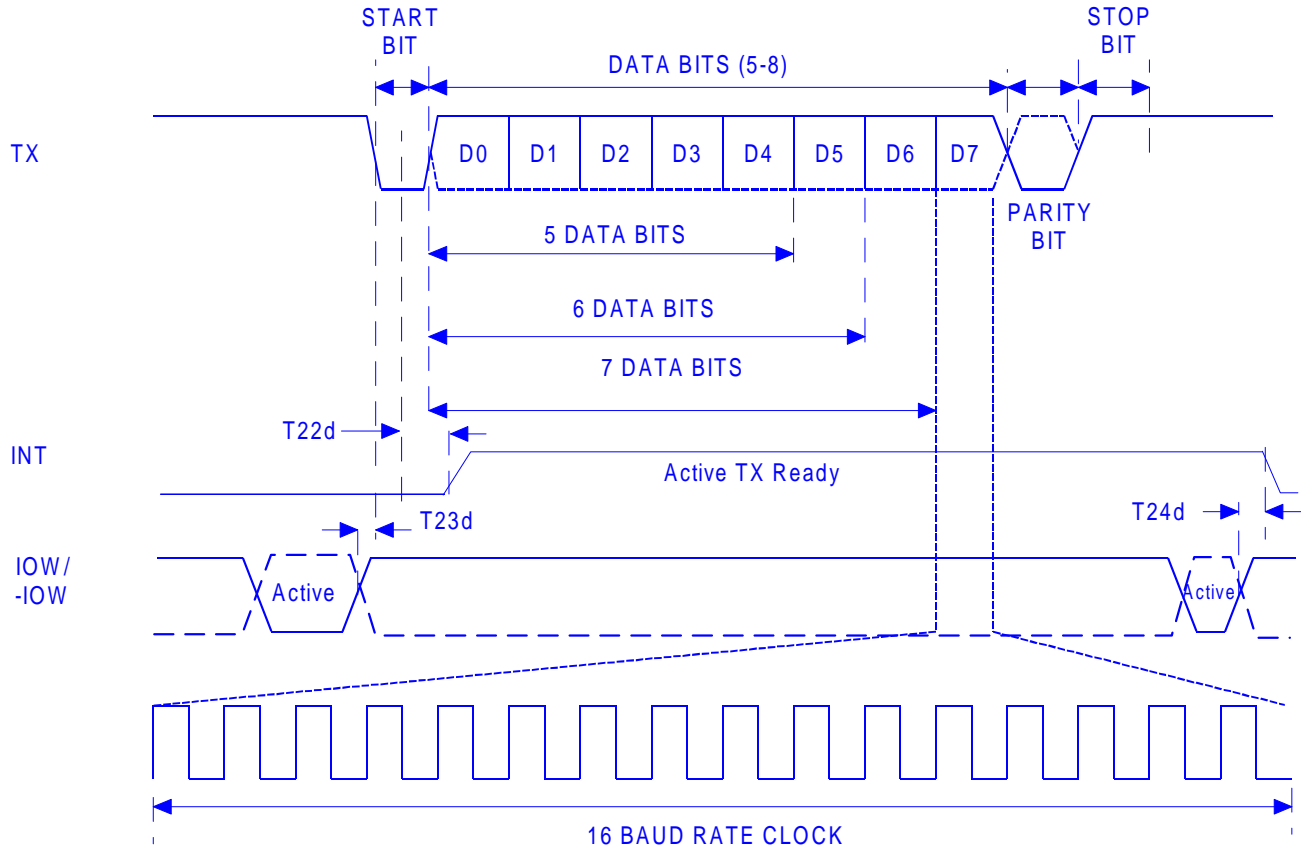 START
BIT
STOP
BIT
DATA BITS (5-8)
TX
D0 D1 D2 D3 D4 D5 D6 D7
PARITY
BIT
5 DATA BITS
6 DATA BITS
7 DATA BITS
T22d
INT
Active TX Ready
T23d
T24d
IOW/
-IOW
Active
Active
16 BAUD RATE CLOCK